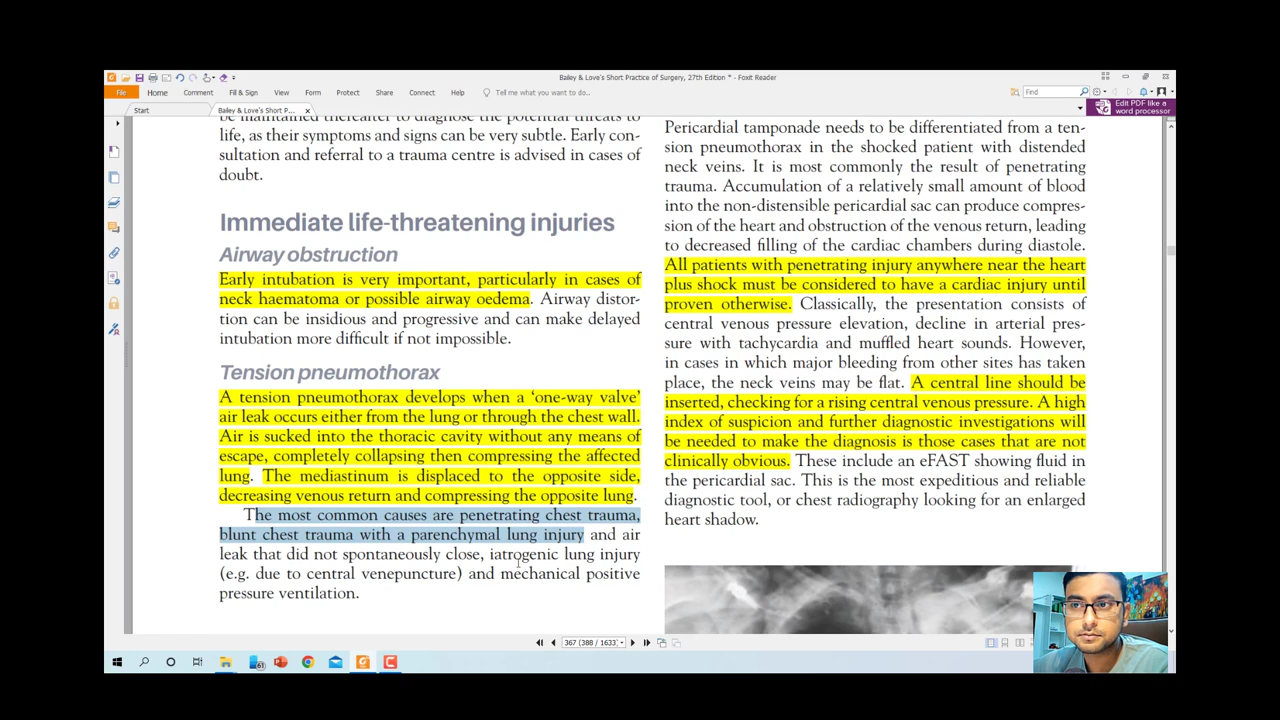 Bailey & Love's Short Practice of Surgery, 27th Edition * - Foxit Reader
File Home Comment Fill & Sign View Form Protect Share Connect Help Tell me what you want to do... Find
Start Bailey & Love's Short P... Edit PDF like a
word processor
be maintained thereafter to diagnose the potential threats to
life, as their symptoms and signs can be very subtle. Early con-
sultation and referral to a trauma centre is advised in cases of
doubt.
Immediate life-threatening injuries
Airway obstruction
Early intubation is very important, particularly in cases of
neck haematoma or possible airway oedema. Airway distor-
tion can be insidious and progressive and can make delayed
intubation more difficult if not impossible.
Tension pneumothorax
A tension pneumothorax develops when a ‘one-way valve’
air leak occurs either from the lung or through the chest wall.
Air is sucked into the thoracic cavity without any means of
escape, completely collapsing then compressing the affected
lung. The mediastinum is displaced to the opposite side,
decreasing venous return and compressing the opposite lung.
The most common causes are penetrating chest trauma,
blunt chest trauma with a parenchymal lung injury and air
leak that did not spontaneously close, iatrogenic lung injury
(e.g. due to central venepuncture) and mechanical positive
pressure ventilation.
Pericardial tamponade needs to be differentiated from a ten-
sion pneumothorax in the shocked patient with distended
neck veins. It is most commonly the result of penetrating
trauma. Accumulation of a relatively small amount of blood
into the non-distensible pericardial sac can produce compres-
sion of the heart and obstruction of the venous return, leading
to decreased filling of the cardiac chambers during diastole.
All patients with penetrating injury anywhere near the heart
plus shock must be considered to have a cardiac injury until
proven otherwise. Classically, the presentation consists of
central venous pressure elevation, decline in arterial pres-
sure with tachycardia and muffled heart sounds. However,
in cases in which major bleeding from other sites has taken
place, the neck veins may be flat. A central line should be
inserted, checking for a rising central venous pressure. A high
index of suspicion and further diagnostic investigations will
be needed to make the diagnosis is those cases that are not
clinically obvious. These include an eFAST showing fluid in
the pericardial sac. This is the most expeditious and reliable
diagnostic tool, or chest radiography looking for an enlarged
heart shadow.
367 (388 / 1633)
61